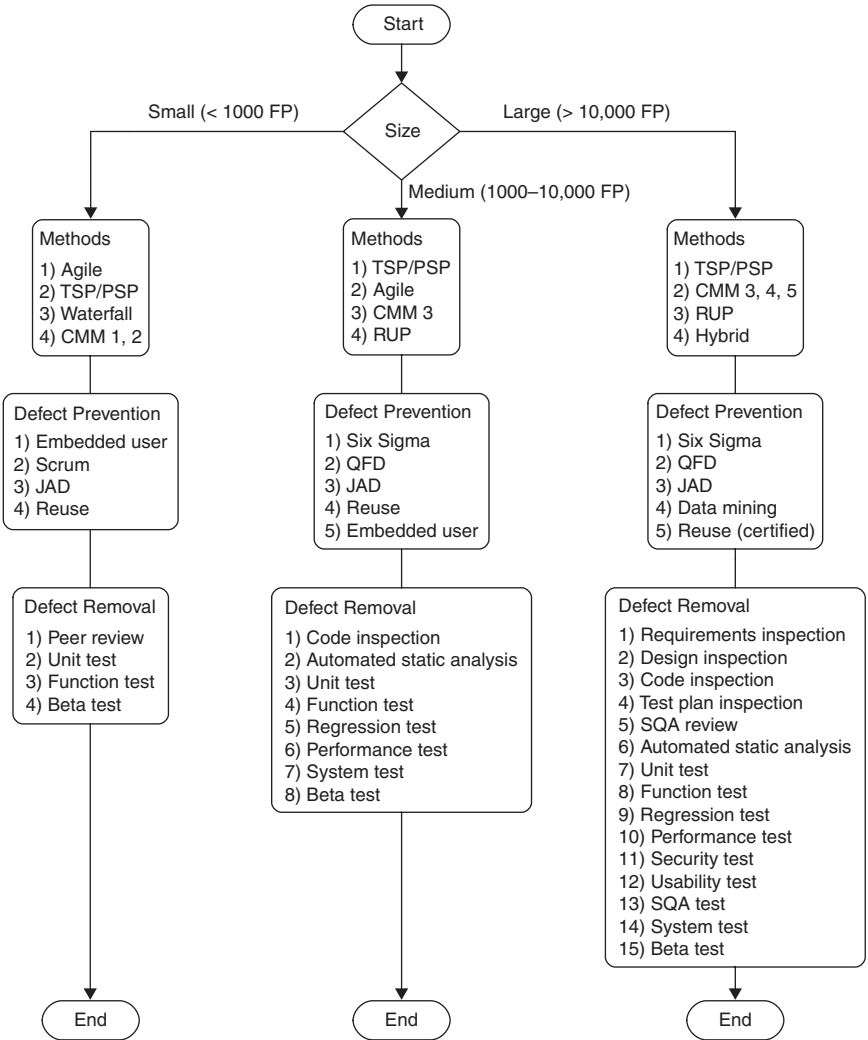 Start
Size
Small (< 1000 FP)
Large (> 10,000 FP)
Medium (1000–10,000 FP)
Methods
1) Agile
2) TSP/PSP
3) Waterfall
4) CMM 1, 2
Defect Prevention
1) Embedded user
2) Scrum
3) JAD
4) Reuse
Defect Removal
1) Peer review
2) Unit test
3) Function test
4) Beta test
End
Methods
1) TSP/PSP
2) Agile
3) CMM 3
4) RUP
Defect Prevention
1) Six Sigma
2) QFD
3) JAD
4) Reuse
5) Embedded user
Defect Removal
1) Code inspection
2) Automated static analysis
3) Unit test
4) Function test
5) Regression test
6) Performance test
7) System test
8) Beta test
End
Methods
1) TSP/PSP
2) CMM 3, 4, 5
3) RUP
4) Hybrid
Defect Prevention
1) Six Sigma
2) QFD
3) JAD
4) Data mining
5) Reuse (certified)
Defect Removal
1) Requirements inspection
2) Design inspection
3) Code inspection
4) Test plan inspection
5) SQA review
6) Automated static analysis
7) Unit test
8) Function test
9) Regression test
10) Performance test
11) Security test
12) Usability test
13) SQA test
14) System test
15) Beta test
End